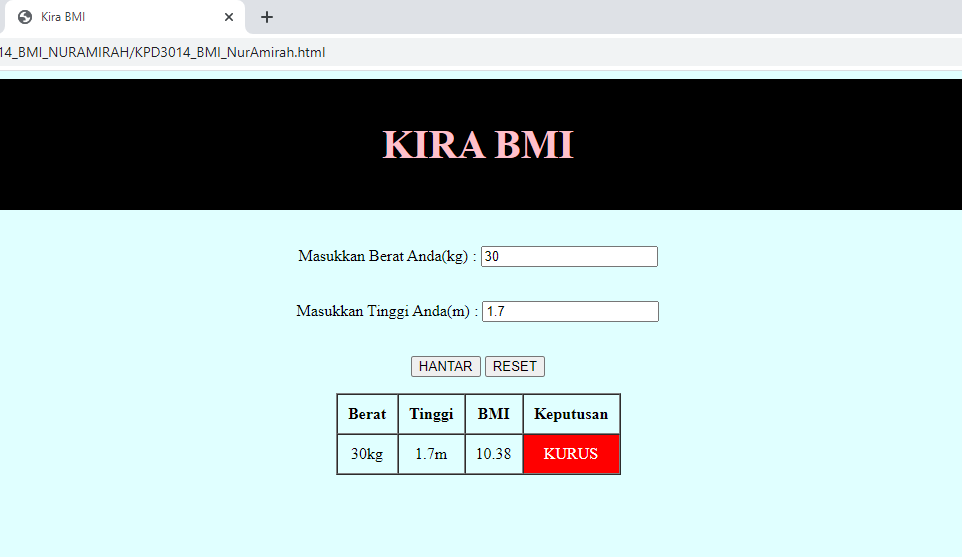 Kira BMI
14_BMI_NURAMIRAH/KPD3014_BMI_NurAmirah.html
KIRA BMI
Masukkan Berat Anda(kg) : 30
Masukkan Tinggi Anda(m) : 1.7
HANTAR RESET
Berat Tinggi BMI Keputusan
30kg 1.7m 10.38 KURUS